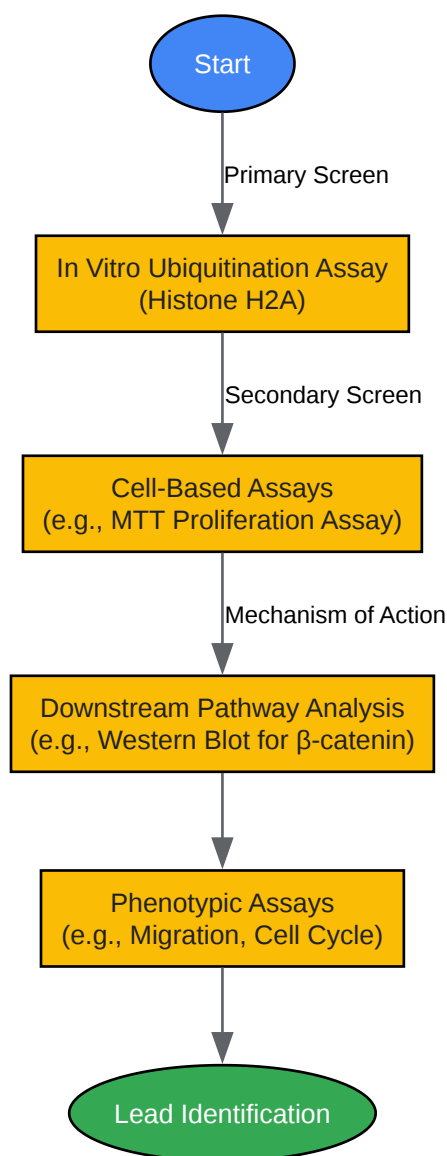 Start
Primary Screen
In Vitro Ubiquitination Assay
(Histone H2A)
Secondary Screen
Cell-Based Assays
(e.g., MTT Proliferation Assay)
Mechanism of Action
Downstream Pathway Analysis
(e.g., Western Blot for β-catenin)
Phenotypic Assays
(e.g., Migration, Cell Cycle)
Lead Identification